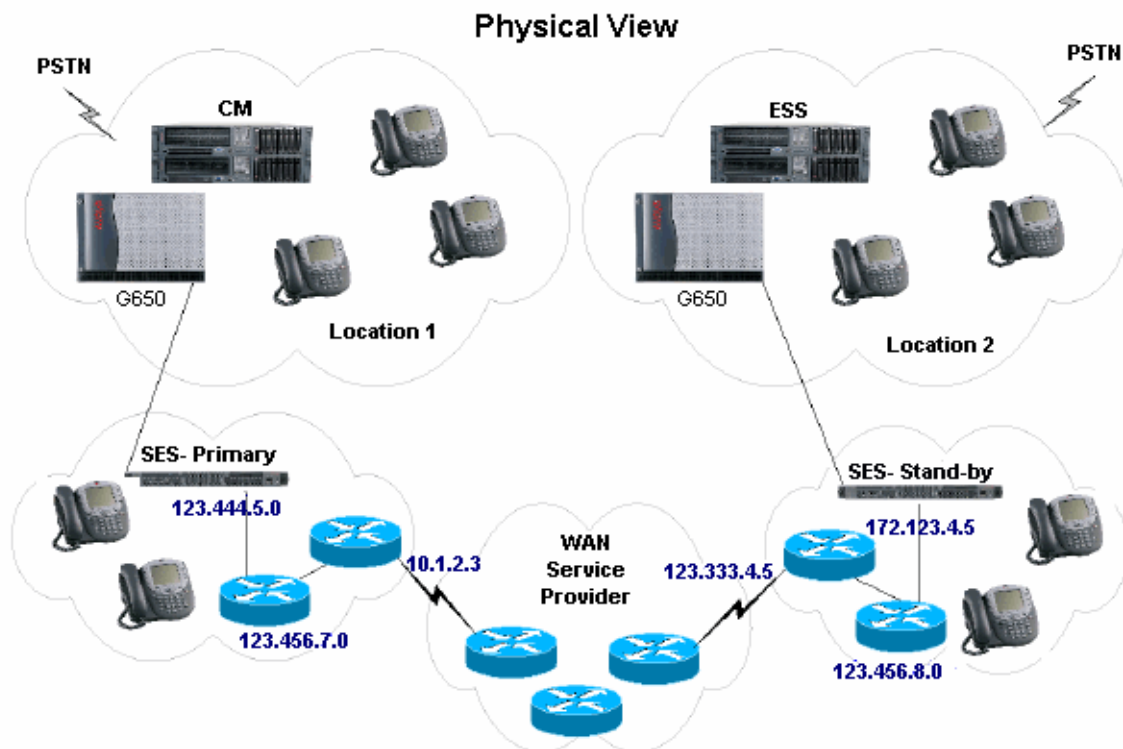 Physical View
PSTN
PSTN
CM
ESS
G650
G650
Location 1
Location 2
SES- Primary
SES- Stand-by
123.444.5.0
172.123.4.5
WAN
Service
Provider
10.1.2.3
123.333.4.5
123.456.7.0
123.456.8.0